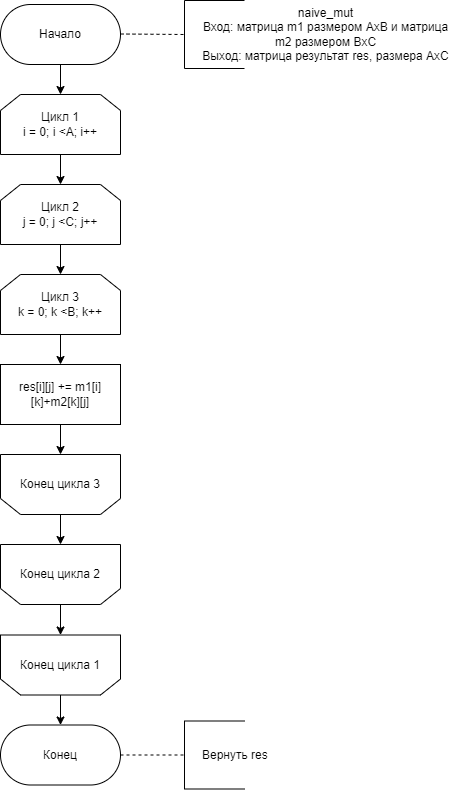 Начало
naive_mut
Вход: матрица m1 размером AxB и матрица
m2 размером BxC
Выход: матрица результат res, размера AxC
Цикл 1
i = 0; i <A; i++
Цикл 2
j = 0; j <C; j++
Цикл 3
k = 0; k <B; k++
res[i][j] += m1[i]
[k]+m2[k][j]
Конец цикла 3
Конец цикла 2
Конец цикла 1
Конец
Вернуть res